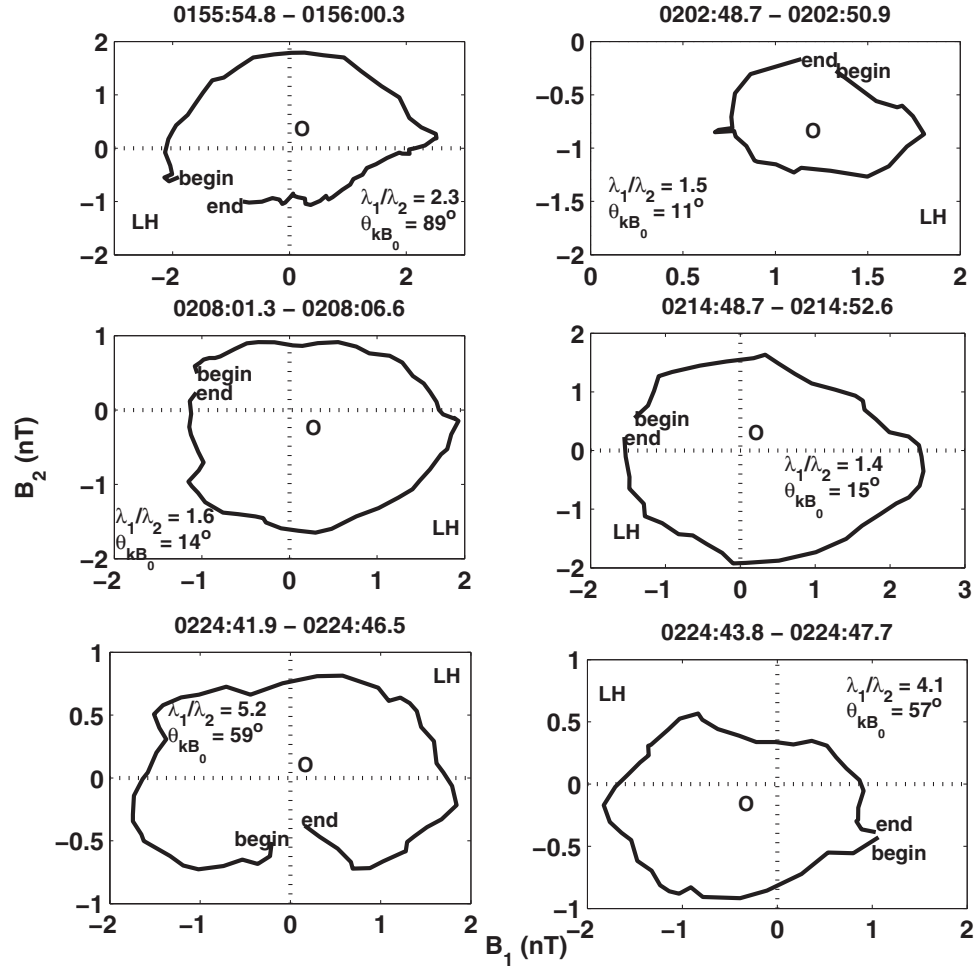 0155:54.8 – 0156:00.3
2
1
0
−1
−2
−2
0
2
begin
end
O
LH
λ1/λ2 = 2.3
θkB0 = 89°
0202:48.7 – 0202:50.9
0
−0.5
−1
−1.5
−2
0
0.5
1
1.5
2
end
begin
O
λ1/λ2 = 1.5
θkB0 = 11°
LH
0208:01.3 – 0208:06.6
1
0
−1
−2
−2
−1
0
1
2
begin
end
O
λ1/λ2 = 1.6
θkB0 = 14°
LH
0214:48.7 – 0214:52.6
2
1
0
−1
−2
−2
−1
0
1
2
3
begin
end
O
λ1/λ2 = 1.4
θkB0 = 15°
LH
B2 (nT)
0224:41.9 – 0224:46.5
1
0.5
0
−0.5
−1
−2
−1
0
1
2
LH
λ1/λ2 = 5.2
θkB0 = 59°
O
end
begin
0224:43.8 – 0224:47.7
1
0.5
0
−0.5
−1
−2
−1
0
1
2
LH
λ1/λ2 = 4.1
θkB0 = 57°
O
end
begin
B1 (nT)